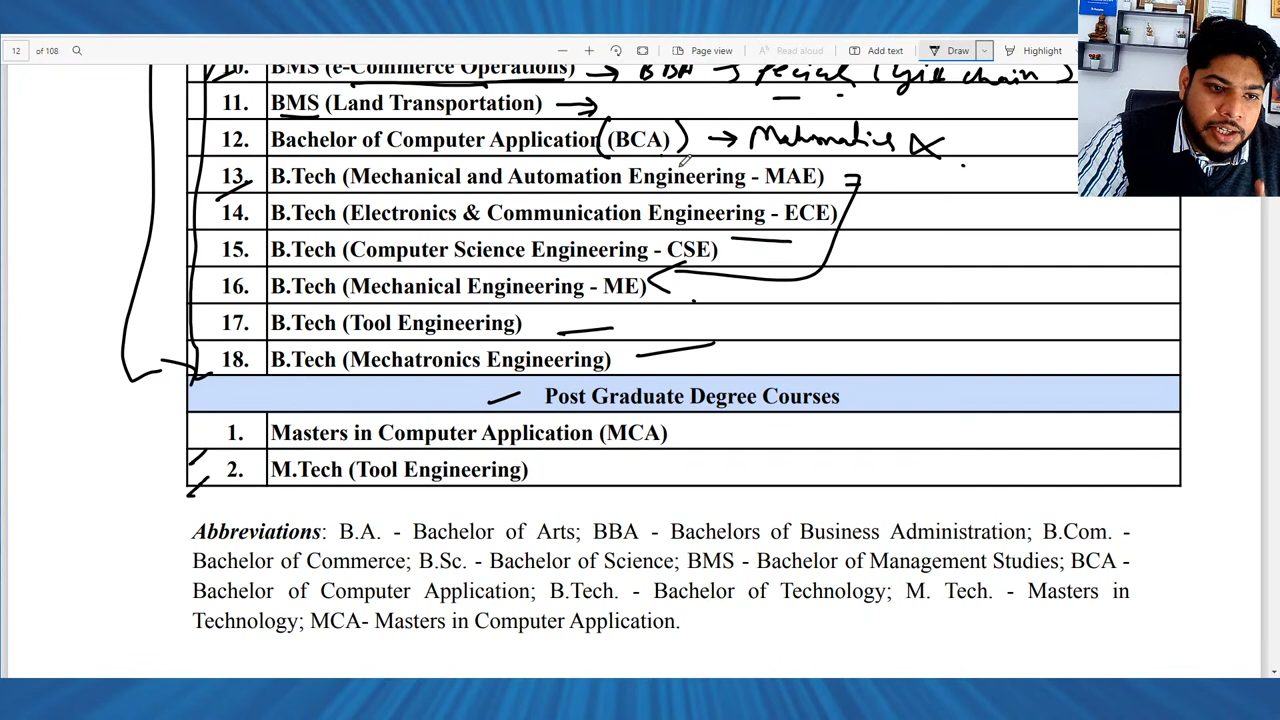 12 of 108
Page view
Read aloud
Add text
Draw
Highlight
10. BMS (e-Commerce Operations) → BBA →
11. BMS (Land Transportation) →
12. Bachelor of Computer Application (BCA) → Mathematics
13. B.Tech (Mechanical and Automation Engineering - MAE)
14. B.Tech (Electronics & Communication Engineering - ECE)
15. B.Tech (Computer Science Engineering - CSE)
16. B.Tech (Mechanical Engineering - ME)
17. B.Tech (Tool Engineering)
18. B.Tech (Mechatronics Engineering)
Post Graduate Degree Courses
1. Masters in Computer Application (MCA)
2. M.Tech (Tool Engineering)
Abbreviations: B.A. - Bachelor of Arts; BBA - Bachelors of Business Administration; B.Com. -
Bachelor of Commerce; B.Sc. - Bachelor of Science; BMS - Bachelor of Management Studies; BCA -
Bachelor of Computer Application; B.Tech. - Bachelor of Technology; M. Tech. - Masters in
Technology; MCA- Masters in Computer Application.